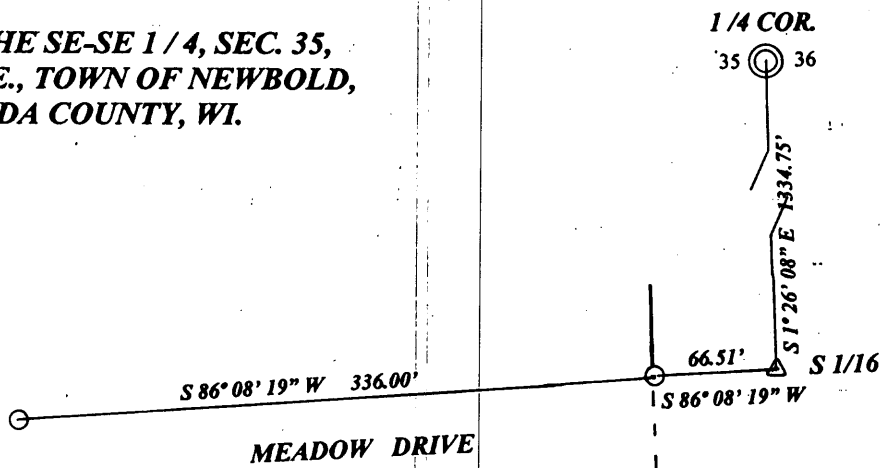 HE SE-SE 1/4, SEC. 35,
E., TOWN OF NEWBOLD,
DA COUNTY, WI.
1/4 COR.
35 36
S 1° 26' 08" E 1334.75'
66.51'
S 1/16
S 86° 08' 19" W 336.00'
S 86° 08' 19" W
MEADOW DRIVE